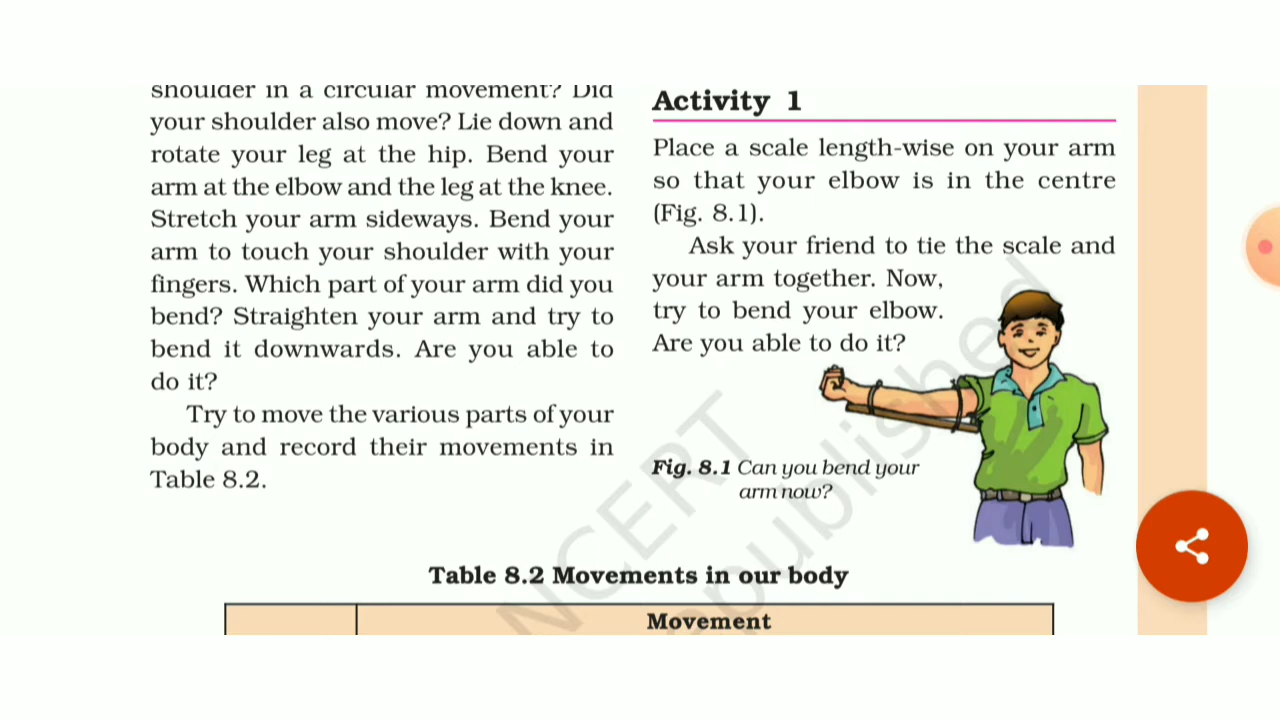 shoulder in a circular movement? Did
your shoulder also move? Lie down and
rotate your leg at the hip. Bend your
arm at the elbow and the leg at the knee.
Stretch your arm sideways. Bend your
arm to touch your shoulder with your
fingers. Which part of your arm did you
bend? Straighten your arm and try to
bend it downwards. Are you able to
do it?
Try to move the various parts of your
body and record their movements in
Table 8.2.
Activity 1
Place a scale length-wise on your arm
so that your elbow is in the centre
(Fig. 8.1).
Ask your friend to tie the scale and
your arm together. Now,
try to bend your elbow.
Are you able to do it?
Fig. 8.1 Can you bend your
arm now?
Table 8.2 Movements in our body
Movement
NCERT